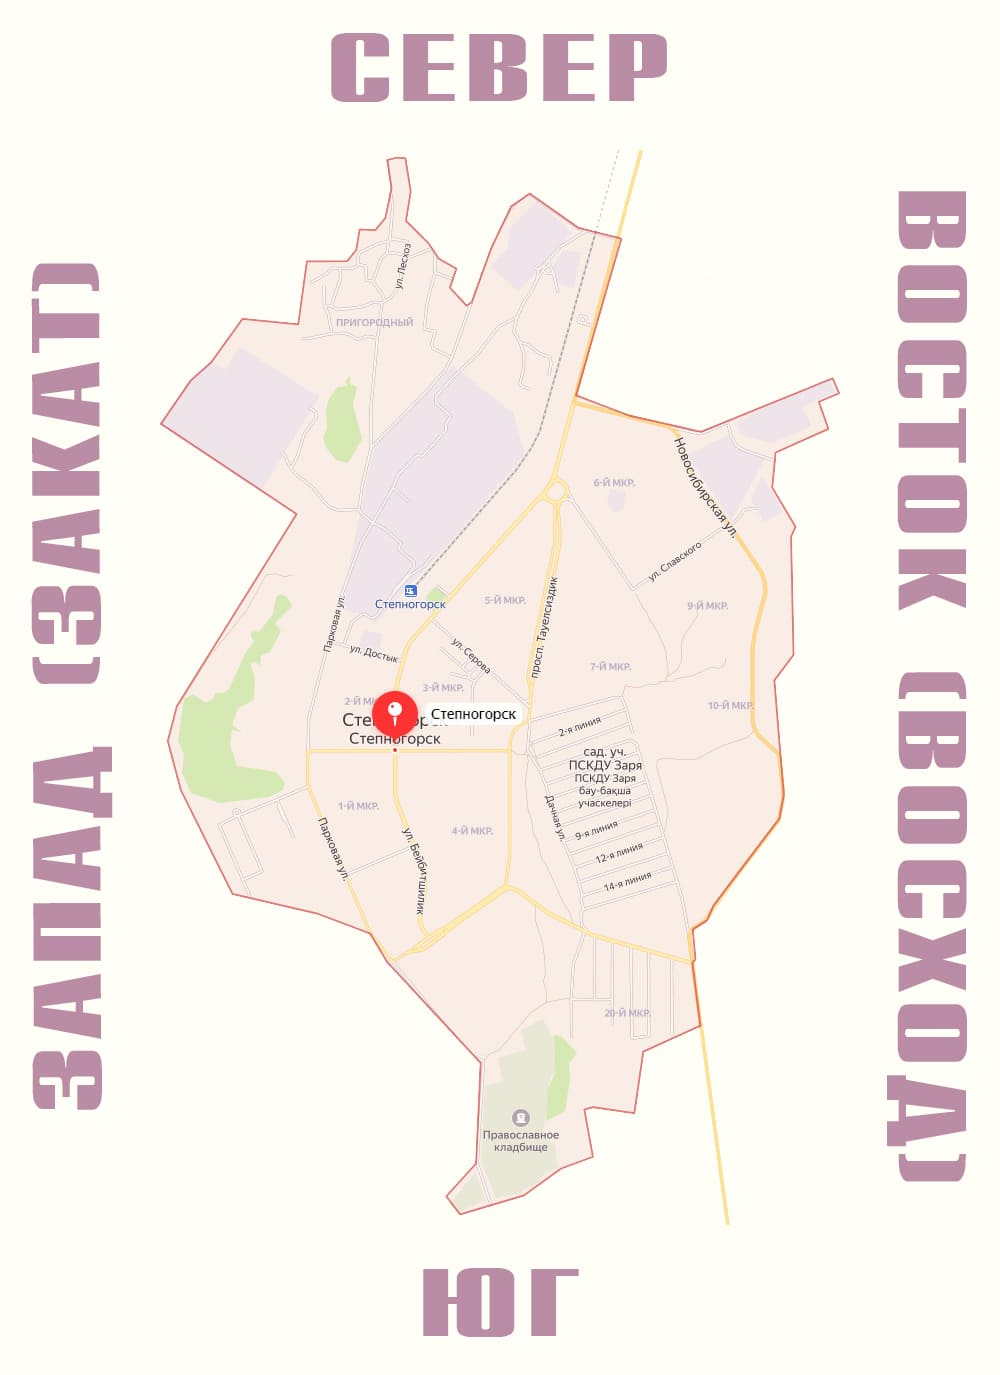 СЕВЕР
ЗАПАД (ЗАКАТ)
ВОСТОК (ВОСХОД)
ул. Лесхоз
ПРИГОРОДНЫЙ
Новосибирская ул.
6-Й МКР.
ул. Славского
Степногорск
5-Й МКР.
9-Й МКР.
Парковая ул.
просп. Тауелсиздик
ул. Достык
ул. Серова
7-Й МКР.
3-Й МКР.
2-Й МК
10-Й МКР.
Степногорск
2-я линия
Степногорск
сад. уч.
ПСКДУ Заря
ПСКДУ Заря
бау-бақша
учаскелері
1-Й МКР.
Дачная ул.
4-Й МКР.
9-я линия
Парковая ул.
ул. Бейбитшилик
12-я линия
14-я линия
20-Й МКР.
Православное
кладбище
ЮГ